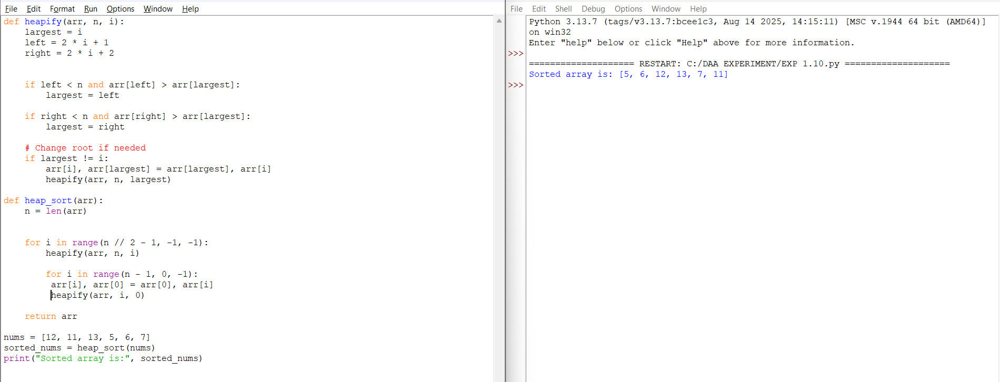 File Edit Format Run Options Window Help
def heapify(arr, n, i):
    largest = i
    left = 2 * i + 1
    right = 2 * i + 2
    if left < n and arr[left] > arr[largest]:
        largest = left
    if right < n and arr[right] > arr[largest]:
        largest = right
    # Change root if needed
    if largest != i:
        arr[i], arr[largest] = arr[largest], arr[i]
        heapify(arr, n, largest)
def heap_sort(arr):
    n = len(arr)
    for i in range(n // 2 - 1, -1, -1):
        heapify(arr, n, i)
        for i in range(n - 1, 0, -1):
         arr[i], arr[0] = arr[0], arr[i]
         heapify(arr, i, 0)
    return arr
nums = [12, 11, 13, 5, 6, 7]
sorted_nums = heap_sort(nums)
print("Sorted array is:", sorted_nums)
File Edit Shell Debug Options Window Help
Python 3.13.7 (tags/v3.13.7:bcee1c3, Aug 14 2025, 14:15:11) [MSC v.1944 64 bit (AMD64)]
on win32
Enter "help" below or click "Help" above for more information.
>>>
==================== RESTART: C:/DAA EXPERIMENT/EXP 1.10.py ====================
Sorted array is: [5, 6, 12, 13, 7, 11]
>>>